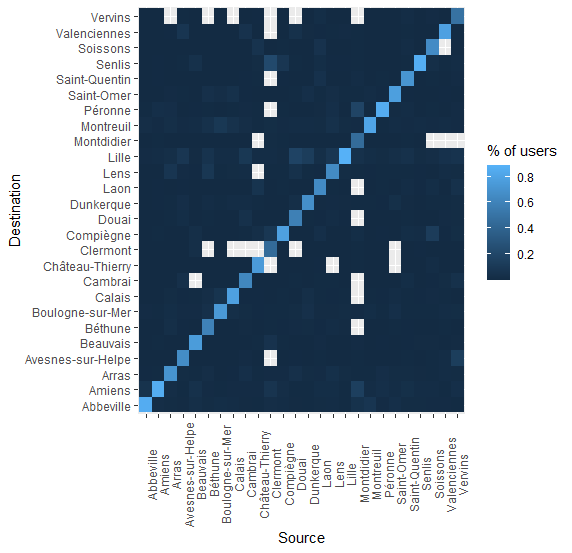 Vervins
Valenciennes
Soissons
Senlis
Saint-Quentin
Saint-Omer
Péronne
Montreuil
Montdidier
Lille
Lens
Laon
Dunkerque
Douai
Compiègne
Clermont
Château-Thierry
Cambrai
Calais
Boulogne-sur-Mer
Béthune
Beauvais
Avesnes-sur-Helpe
Arras
Amiens
Abbeville
Destination
Abbeville
Amiens
Arras
Avesnes-sur-Helpe
Beauvais
Béthune
Boulogne-sur-Mer
Calais
Cambrai
Château-Thierry
Clermont
Compiègne
Douai
Dunkerque
Laon
Lens
Lille
Montdidier
Montreuil
Péronne
Saint-Omer
Saint-Quentin
Senlis
Soissons
Valenciennes
Vervins
Source
% of users
0.8
0.6
0.4
0.2